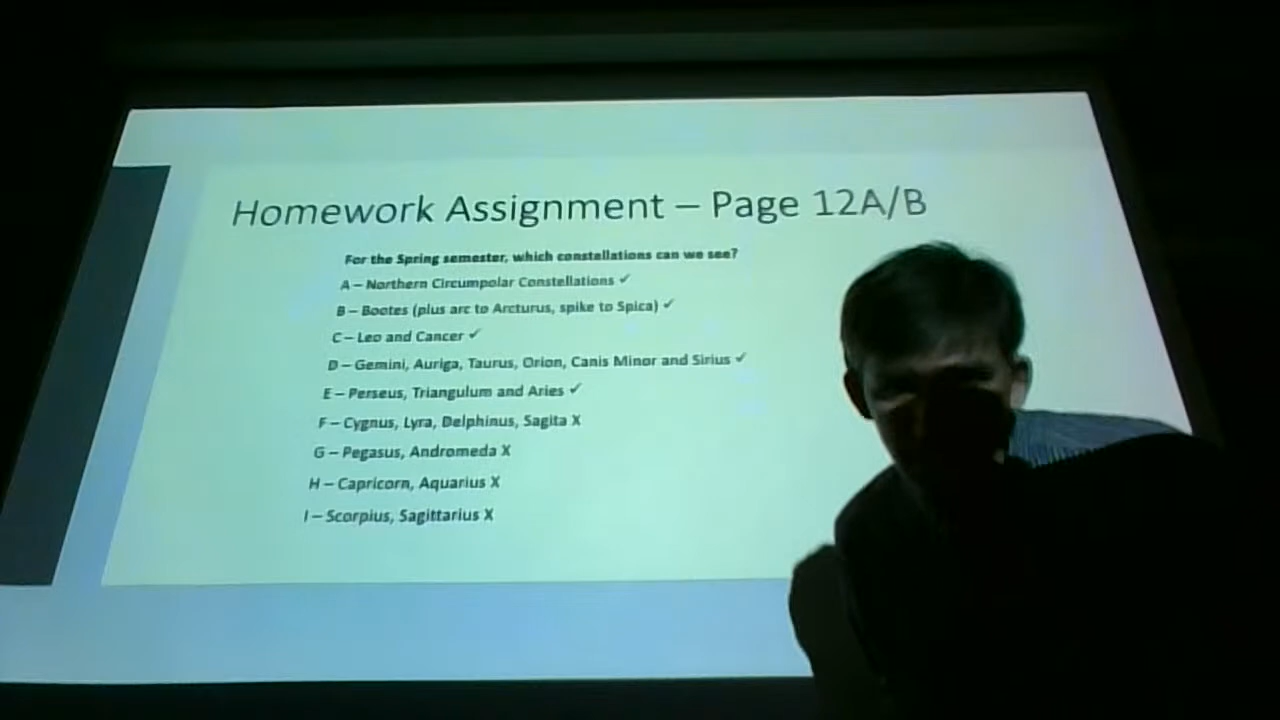 Homework Assignment – Page 12A/B
For the Spring semester, which constellations can we see?
A – Northern Circumpolar Constellations ✓
B – Bootes (plus arc to Arcturus, spike to Spica) ✓
C – Leo and Cancer ✓
D – Gemini, Auriga, Taurus, Orion, Canis Minor and Sirius ✓
E – Perseus, Triangulum and Aries ✓
F – Cygnus, Lyra, Delphinus, Sagita X
G – Pegasus, Andromeda X
H – Capricorn, Aquarius X
I – Scorpius, Sagittarius X